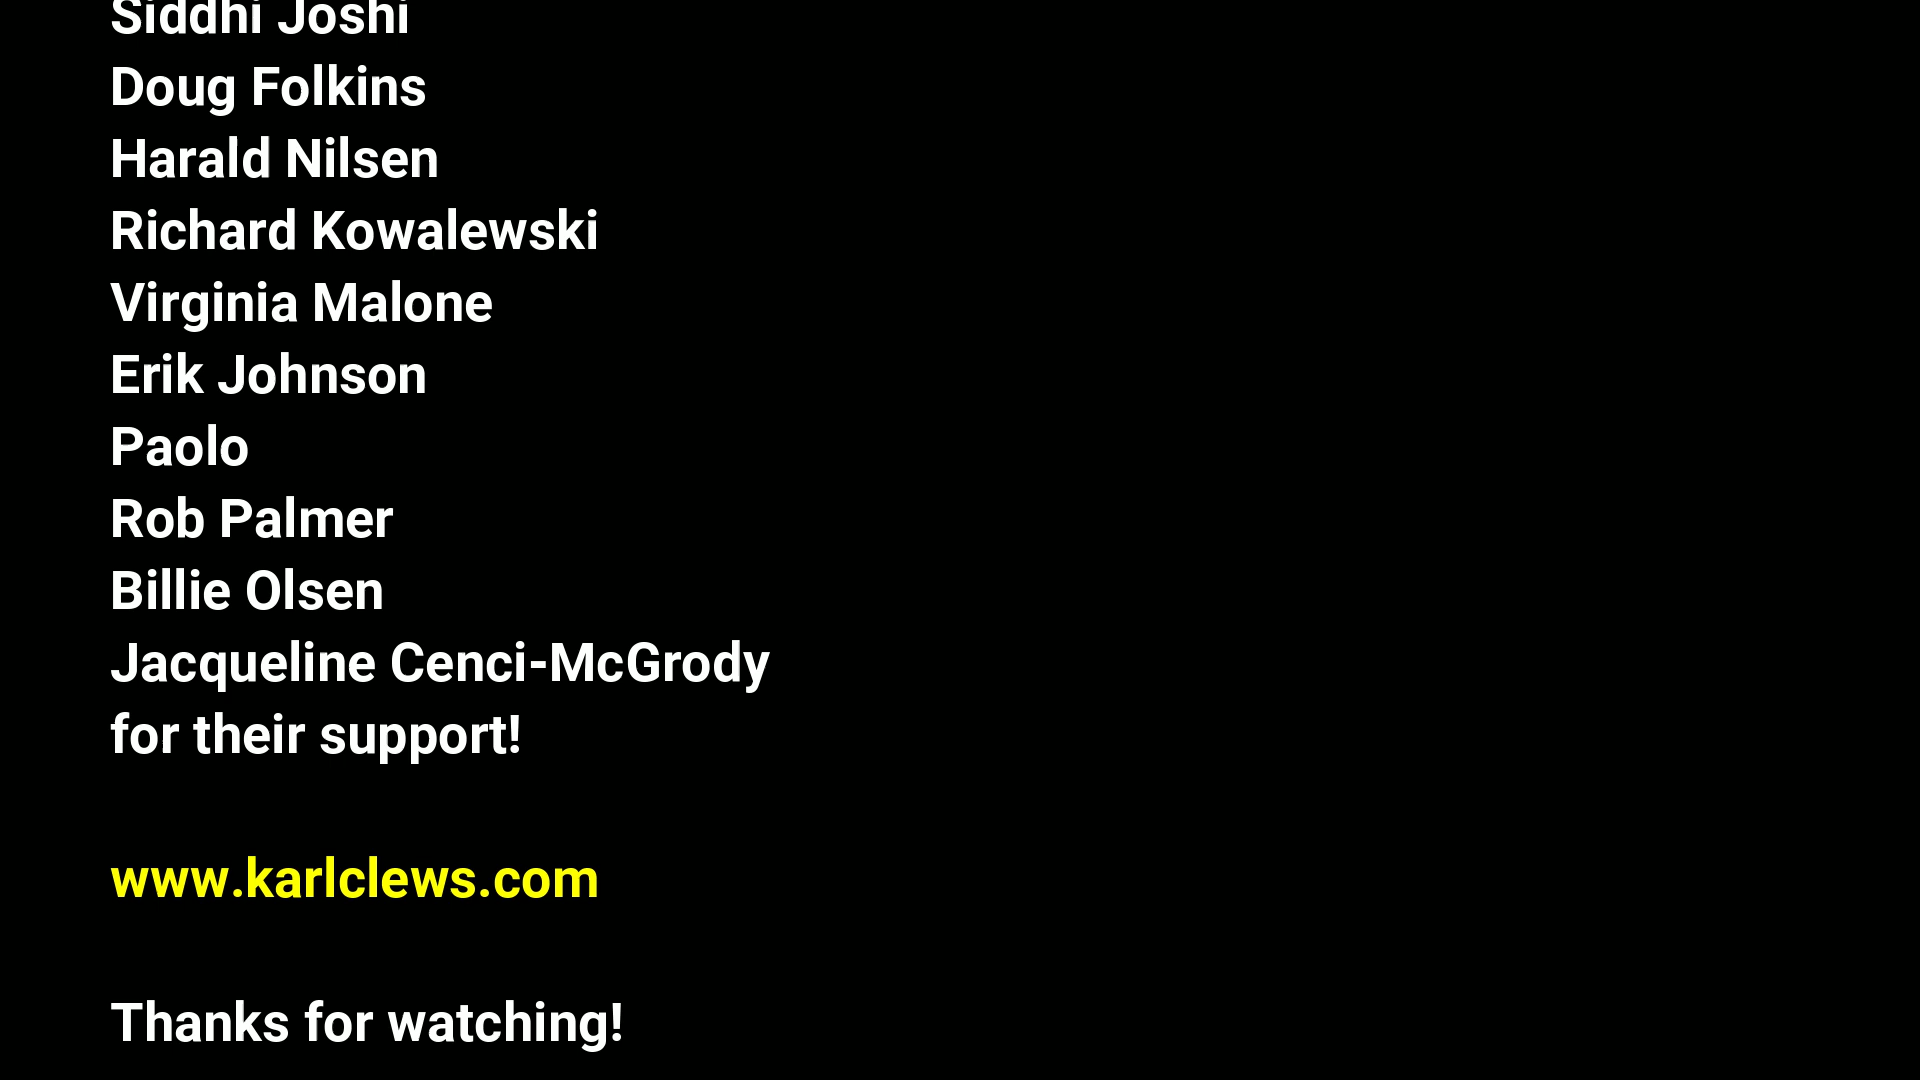 Siddhi Joshi
Doug Folkins
Harald Nilsen
Richard Kowalewski
Virginia Malone
Erik Johnson
Paolo
Rob Palmer
Billie Olsen
Jacqueline Cenci-McGrody
for their support!
www.karlclews.com
Thanks for watching!